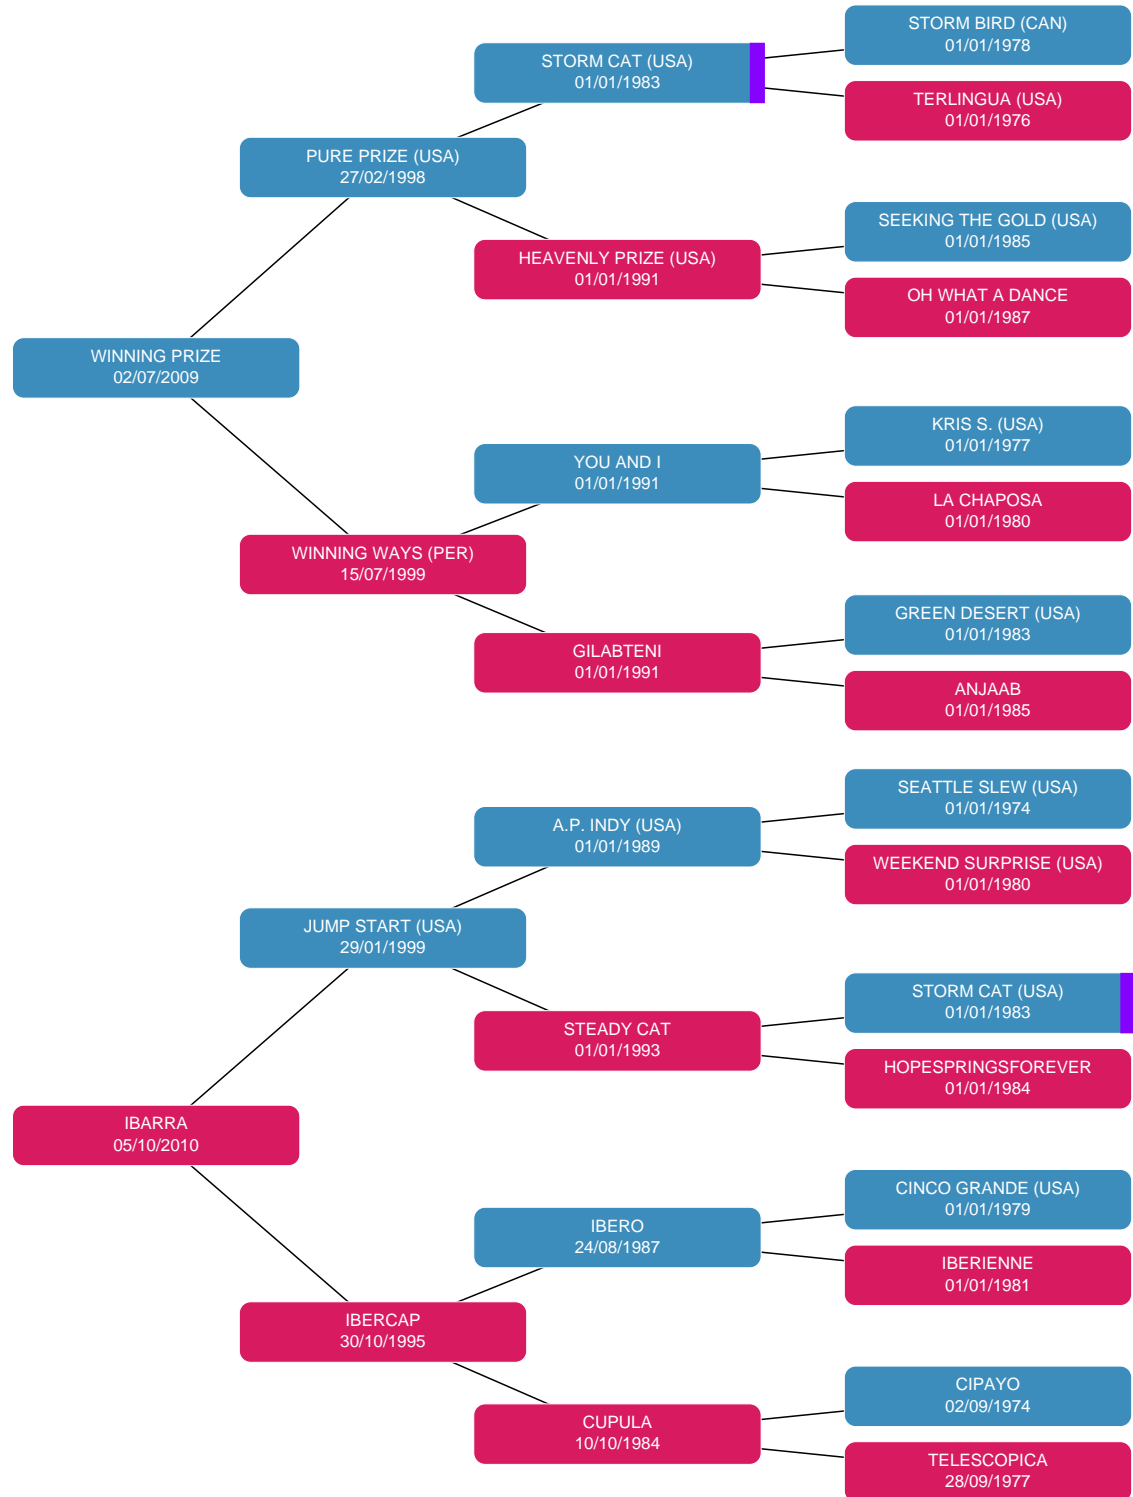 STORM BIRD (CAN)
01/01/1978
STORM CAT (USA)
01/01/1983
TERLINGUA (USA)
01/01/1976
PURE PRIZE (USA)
27/02/1998
SEEKING THE GOLD (USA)
01/01/1985
HEAVENLY PRIZE (USA)
01/01/1991
OH WHAT A DANCE
01/01/1987
WINNING PRIZE
02/07/2009
KRIS S. (USA)
01/01/1977
YOU AND I
01/01/1991
LA CHAPOSA
01/01/1980
WINNING WAYS (PER)
15/07/1999
GREEN DESERT (USA)
01/01/1983
GILABTENI
01/01/1991
ANJAAB
01/01/1985
SEATTLE SLEW (USA)
01/01/1974
A.P. INDY (USA)
01/01/1989
WEEKEND SURPRISE (USA)
01/01/1980
JUMP START (USA)
29/01/1999
STORM CAT (USA)
01/01/1983
STEADY CAT
01/01/1993
HOPESPRINGSFOREVER
01/01/1984
IBARRA
05/10/2010
CINCO GRANDE (USA)
01/01/1979
IBERO
24/08/1987
IBERIENNE
01/01/1981
IBERCAP
30/10/1995
CIPAYO
02/09/1974
CUPULA
10/10/1984
TELESCOPICA
28/09/1977